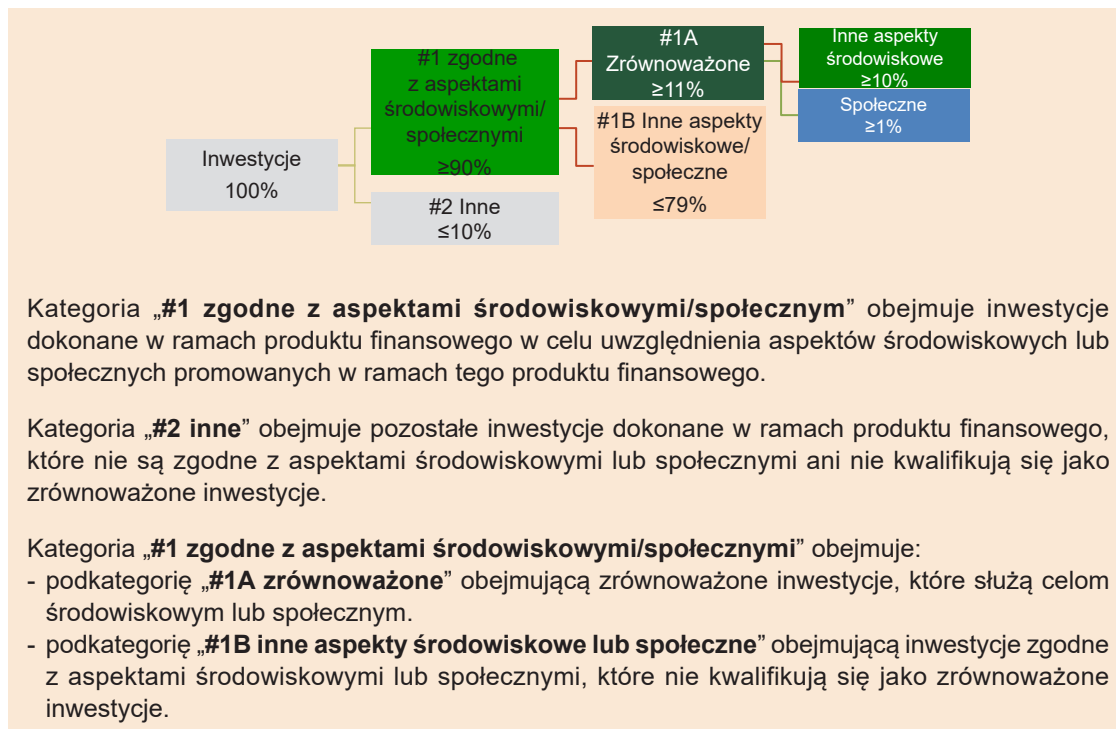 Inwestycje
100%
#1 zgodne
z aspektami
środowiskowymi/
społecznymi
≥90%
#2 Inne
≤10%
#1A
Zrównoważone
≥11%
#1B Inne aspekty
środowiskowe/
społeczne
≤79%
Inne aspekty
środowiskowe
≥10%
Społeczne
≥1%
Kategoria „#1 zgodne z aspektami środowiskowymi/społecznym” obejmuje inwestycje
dokonane w ramach produktu finansowego w celu uwzględnienia aspektów środowiskowych lub
społecznych promowanych w ramach tego produktu finansowego.
Kategoria „#2 inne” obejmuje pozostałe inwestycje dokonane w ramach produktu finansowego,
które nie są zgodne z aspektami środowiskowymi lub społecznymi ani nie kwalifikują się jako
zrównoważone inwestycje.
Kategoria „#1 zgodne z aspektami środowiskowymi/społecznymi” obejmuje:
- podkategorię „#1A zrównoważone” obejmującą zrównoważone inwestycje, które służą celom
środowiskowym lub społecznym.
- podkategorię „#1B inne aspekty środowiskowe lub społeczne” obejmującą inwestycje zgodne
z aspektami środowiskowymi lub społecznymi, które nie kwalifikują się jako zrównoważone
inwestycje.